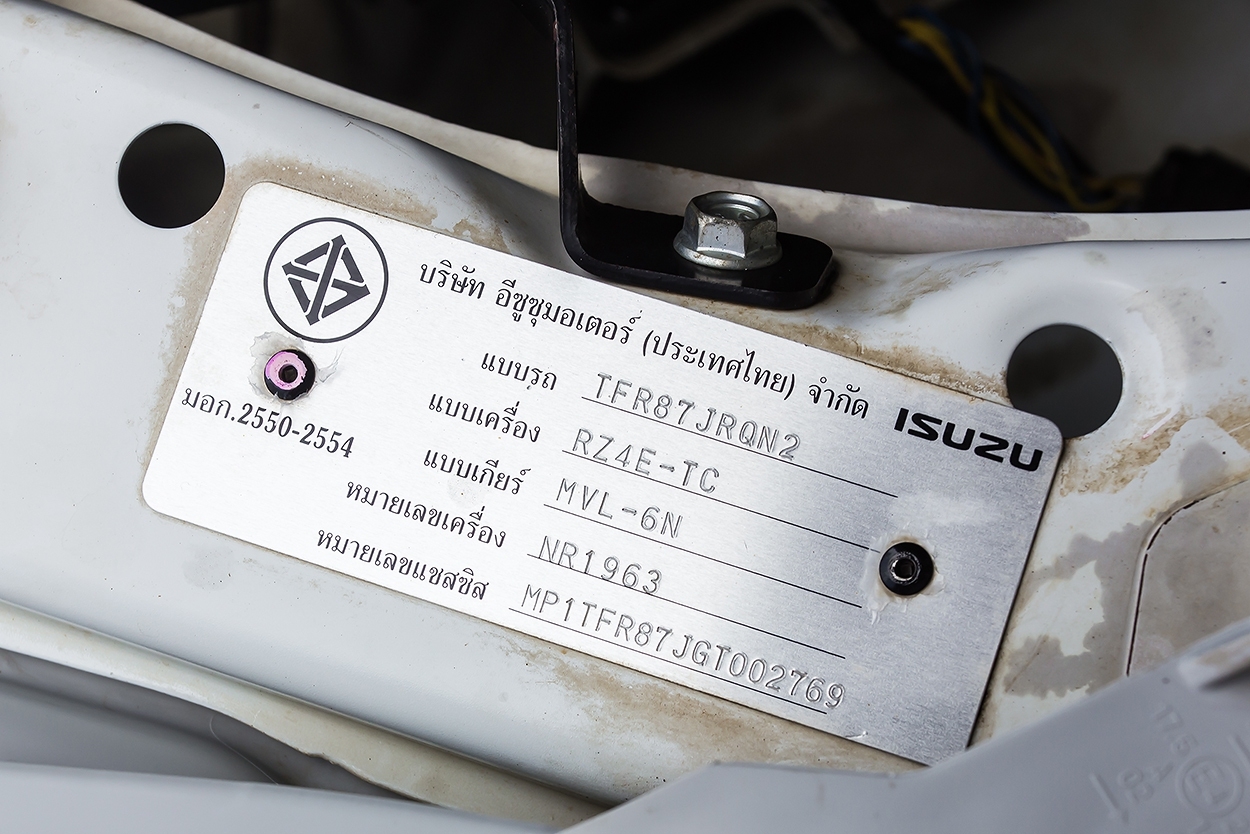 บริษัท อีซูซุมอเตอร์ (ประเทศไทย) จำกัด
ISUZU
แบบรถ TFR87JRQN2
มอก.2550-2554
แบบเครื่อง RZ4E-TC
แบบเกียร์ MVL-6N
หมายเลขเครื่อง NR1963
หมายเลขแชสซิส MP1TFR87JGT002769